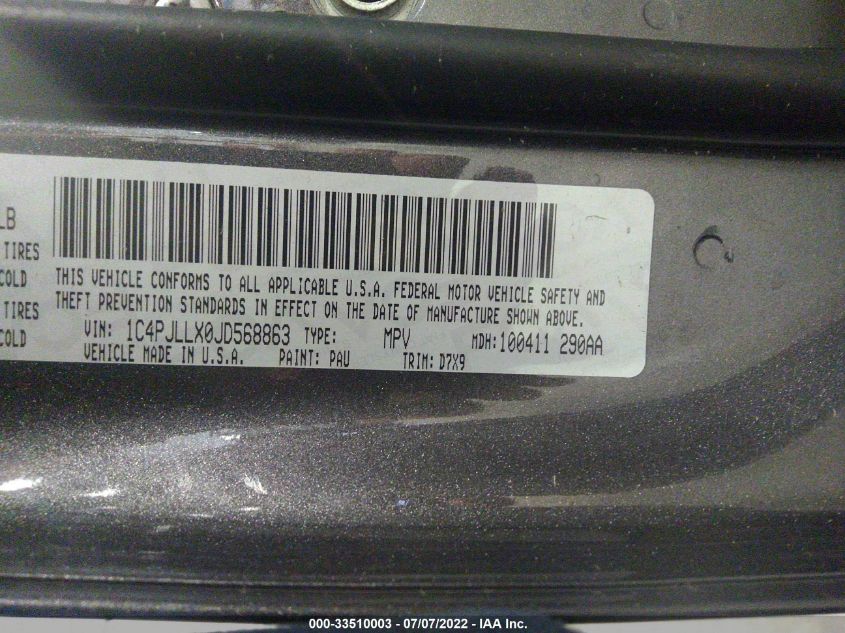 LB
TIRES
COLD
TIRES
COLD
THIS VEHICLE CONFORMS TO ALL APPLICABLE U.S.A. FEDERAL MOTOR VEHICLE SAFETY AND
THEFT PREVENTION STANDARDS IN EFFECT ON THE DATE OF MANUFACTURE SHOWN ABOVE.
VIN: 1C4PJLLX0JD568863 TYPE: MPV MDH:100411 290AA
VEHICLE MADE IN U.S.A. PAINT: PAU TRIM: D7X9
000-33510003 - 07/07/2022 - IAA Inc.